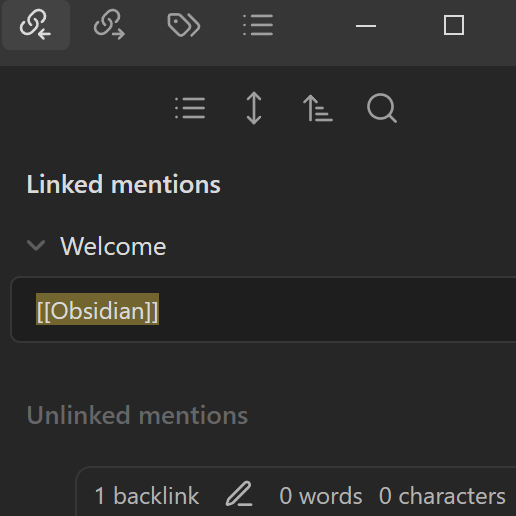 Linked mentions
Welcome
[[Obsidian]]
Unlinked mentions
1 backlink 0 words 0 characters